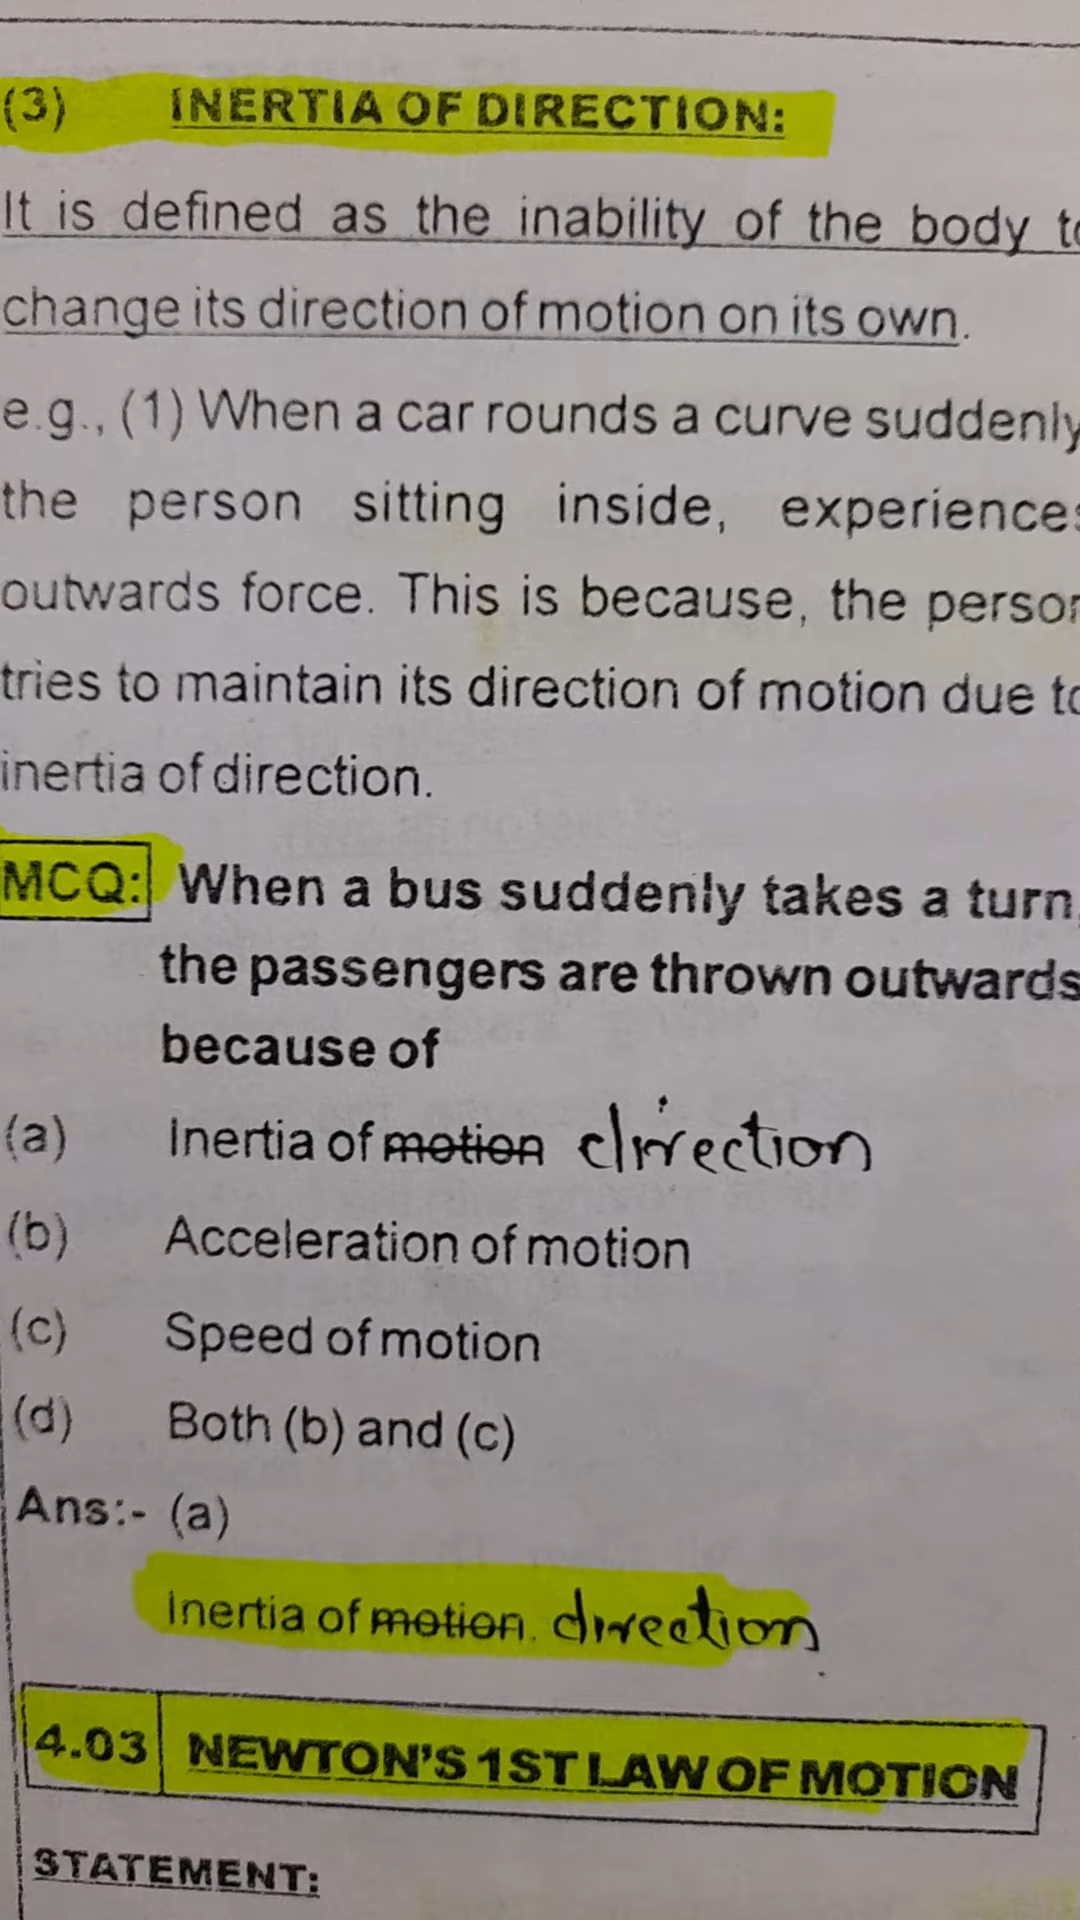 (3) INERTIA OF DIRECTION:
It is defined as the inability of the body to
change its direction of motion on its own.
e.g., (1) When a car rounds a curve suddenly
the person sitting inside, experiences
outwards force. This is because, the person
tries to maintain its direction of motion due to
inertia of direction.
MCQ: When a bus suddenly takes a turn,
the passengers are thrown outwards
because of
(a) Inertia of motion direction
(b) Acceleration of motion
(c) Speed of motion
(d) Both (b) and (c)
Ans:- (a)
Inertia of motion. direction
4.03 NEWTON'S 1ST LAW OF MOTION
STATEMENT: